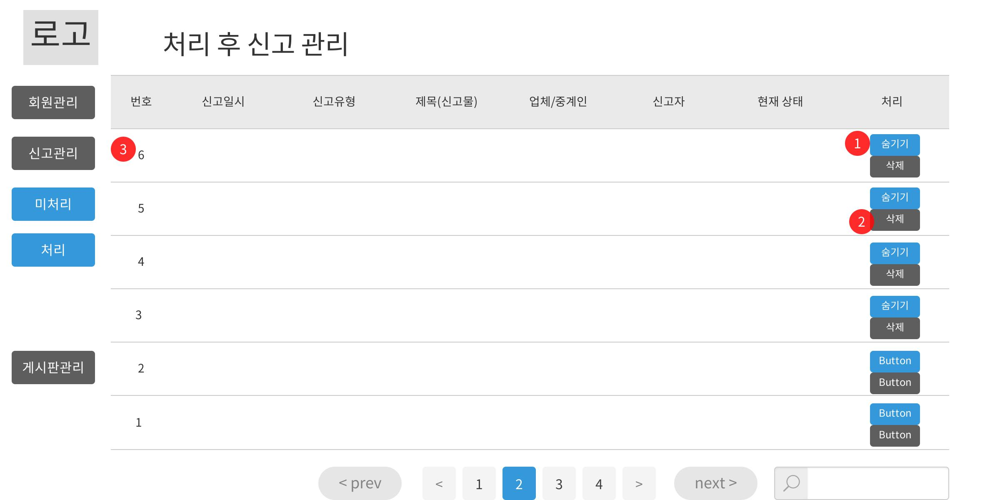 로고
처리 후 신고 관리
회원관리
신고관리
미처리
처리
게시판관리
번호 신고일시 신고유형 제목(신고물) 업체/중계인 신고자 현재 상태 처리
3 6 1 숨기기
삭제
5 숨기기
2 삭제
4 숨기기
삭제
3 숨기기
삭제
2 Button
Button
1 Button
Button
< prev < 1 2 3 4 > next >